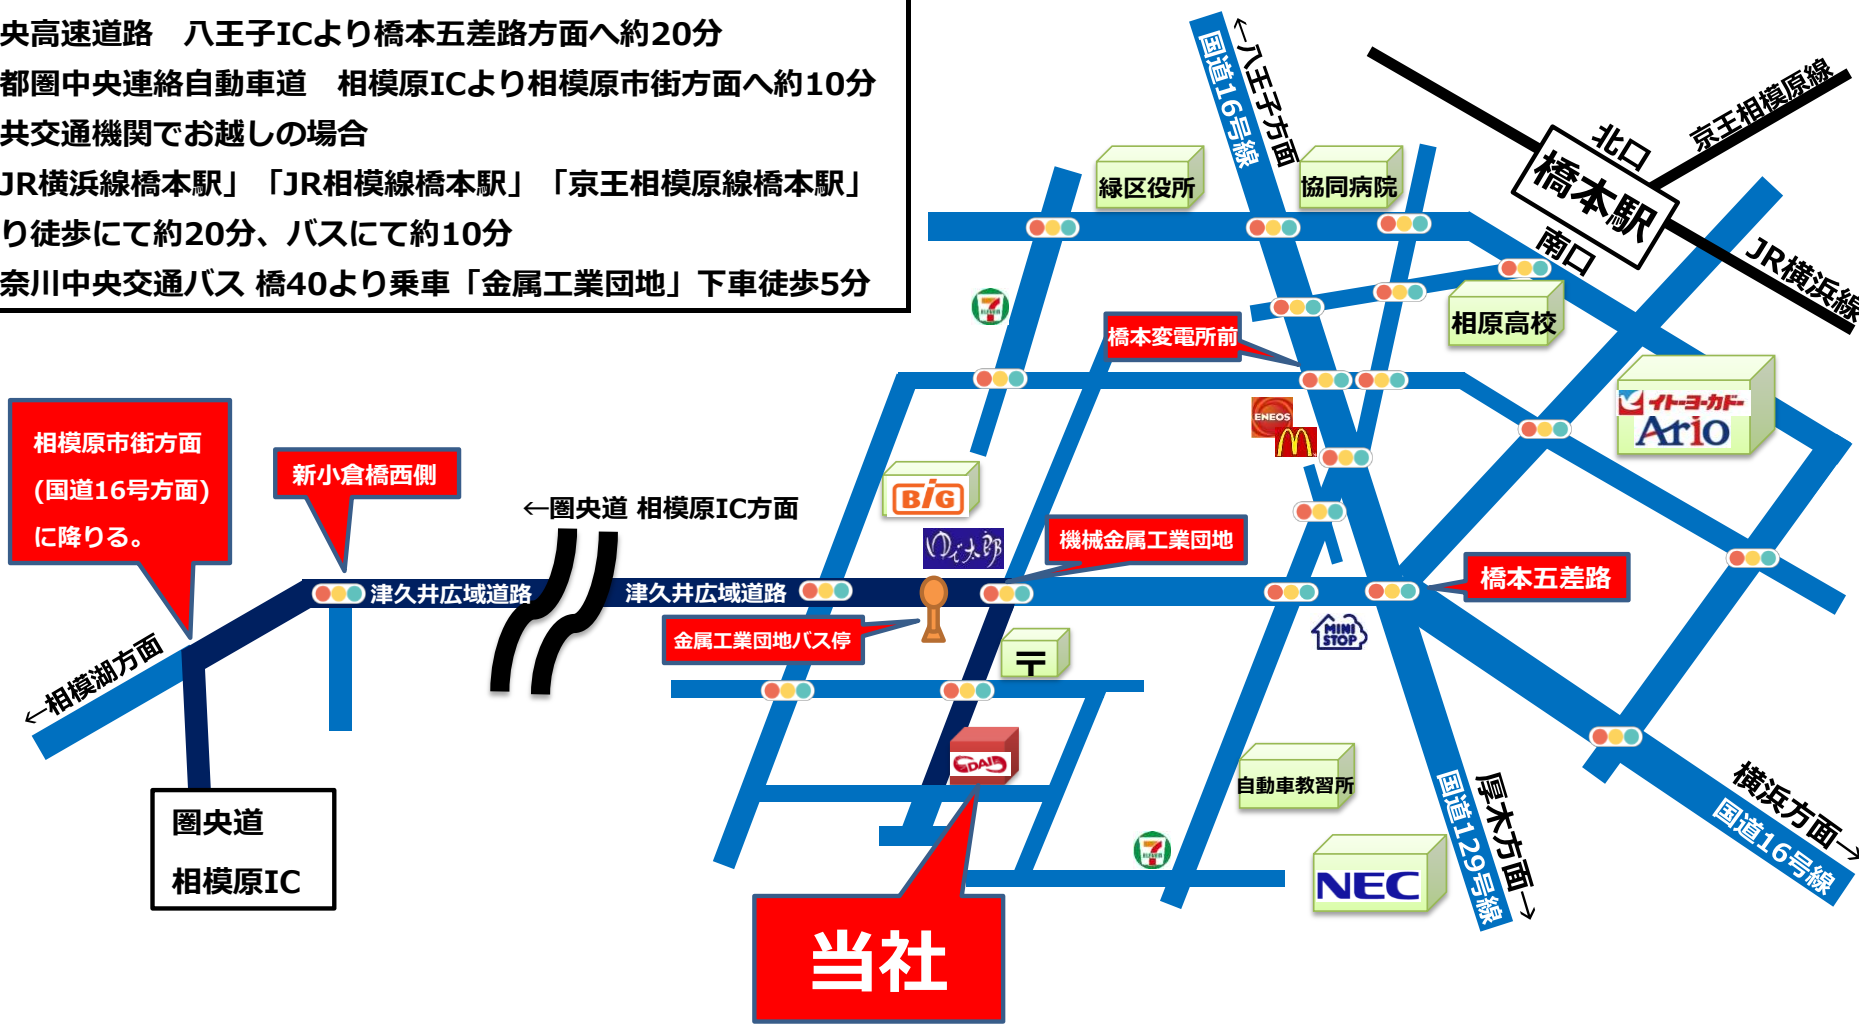 央高速道路　八王子ICより橋本五差路方面へ約20分
都圏中央連絡自動車道　相模原ICより相模原市街方面へ約10分
共交通機関でお越しの場合
JR横浜線橋本駅」「JR相模線橋本駅」「京王相模原線橋本駅」
り徒歩にて約20分、バスにて約10分
奈川中央交通バス 橋40より乗車「金属工業団地」下車徒歩5分
←八王子方面
国道16号線
京王相模原線
北口
橋本駅
南口
JR横浜線
緑区役所
協同病院
7
ELEVEN
相原高校
橋本変電所前
イトーヨーカドー
Ario
ENEOS
相模原市街方面
(国道16号方面)
に降りる。
新小倉橋西側
←圏央道 相模原IC方面
BiG
ゆで太郎
機械金属工業団地
橋本五差路
津久井広域道路
津久井広域道路
金属工業団地バス停
MINI
STOP
〒
←相模湖方面
DAID
自動車教習所
圏央道
相模原IC
7
ELEVEN
NEC
厚木方面→
国道129号線
横浜方面→
国道16号線
当社